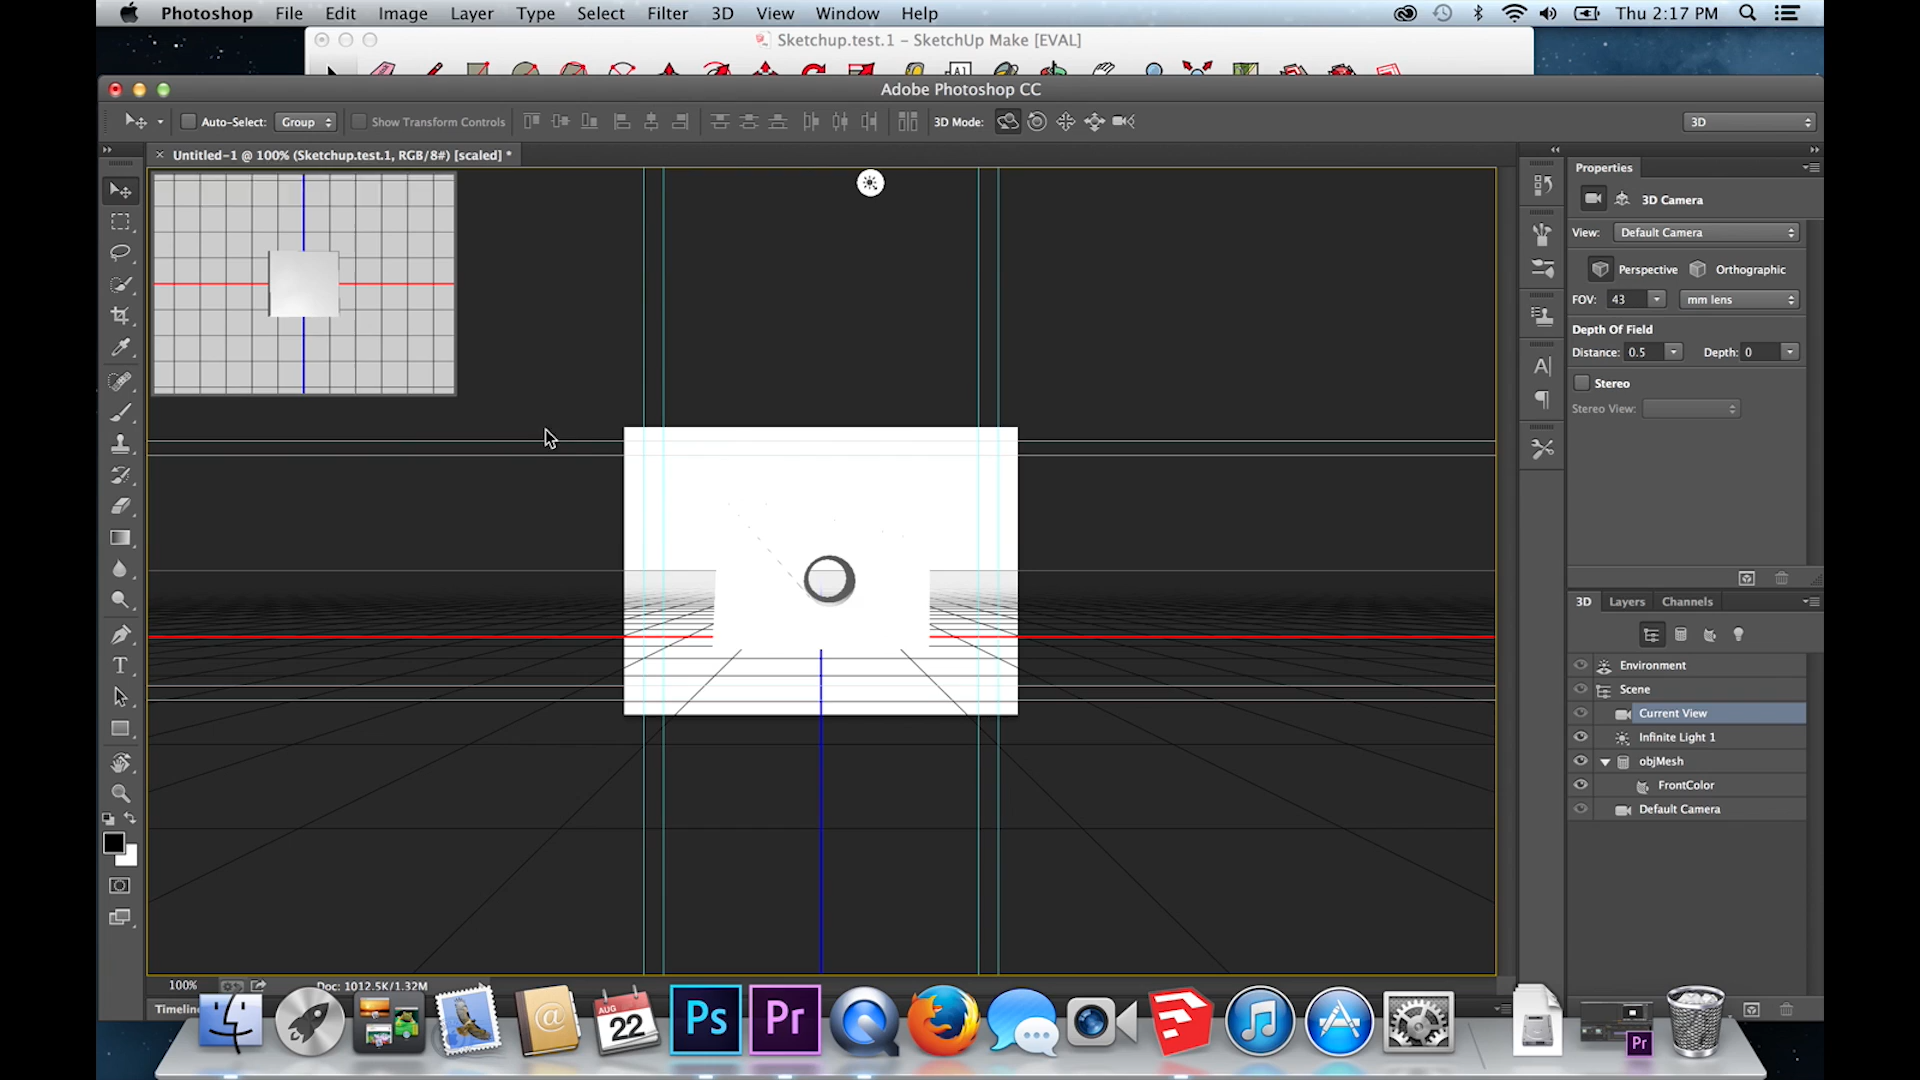 Photoshop File Edit Image Layer Type Select Filter 3D View Window Help Thu 2:17 PM
Sketchup.test.1 – SketchUp Make [EVAL]
A1
Adobe Photoshop CC
Auto-Select: Group Show Transform Controls 3D Mode: 3D
Untitled-1 @ 100% (Sketchup.test.1, RGB/8#) [scaled] *
Properties
3D Camera
View: Default Camera
Perspective Orthographic
FOV: 43 mm lens
Depth Of Field
Distance: 0.5 Depth: 0
Stereo
Stereo View:
3D Layers Channels
Environment
Scene
Current View
Infinite Light 1
objMesh
FrontColor
Default Camera
100% Doc: 1012.5K/1.32M
Timeline
AUG
22
Ps
Pr
Pr